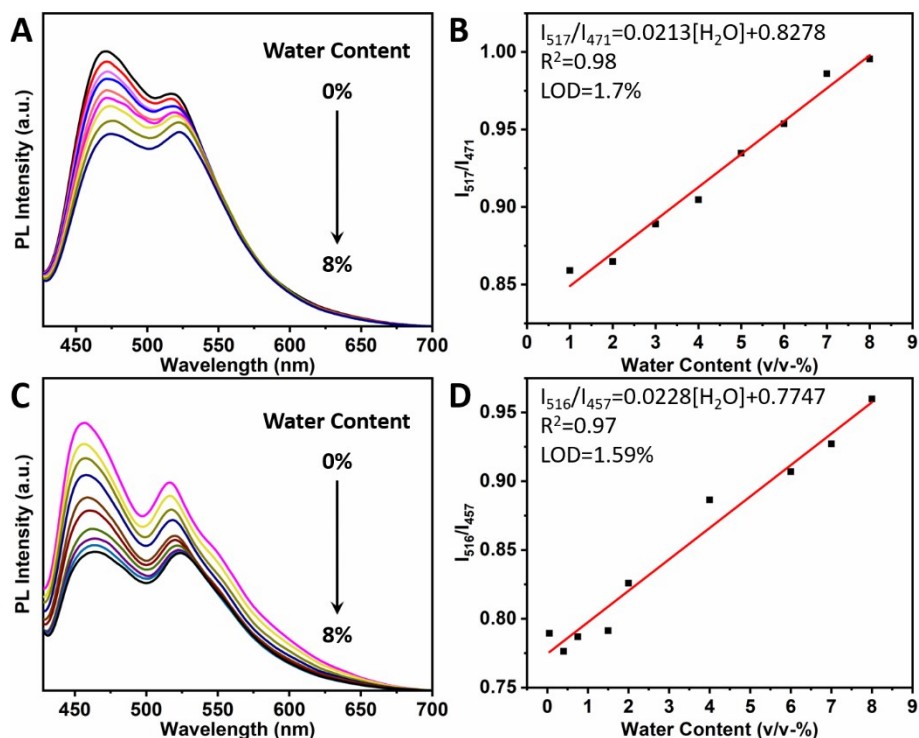 A
Water Content
0%
8%
PL Intensity (a.u.)
450 500 550 600 650 700
Wavelength (nm)
B
I₅₁₇/I₄₇₁=0.0213[H₂O]+0.8278
R²=0.98
LOD=1.7%
I₅₁₇/I₄₇₁
1.00
0.95
0.90
0.85
0 1 2 3 4 5 6 7 8 9
Water Content (v/v-%)
C
Water Content
0%
8%
PL Intensity (a.u.)
450 500 550 600 650 700
Wavelength (nm)
D
I₅₁₆/I₄₅₇=0.0228[H₂O]+0.7747
R²=0.97
LOD=1.59%
I₅₁₆/I₄₅₇
0.95
0.90
0.85
0.80
0.75
0 1 2 3 4 5 6 7 8 9
Water Content (v/v-%)